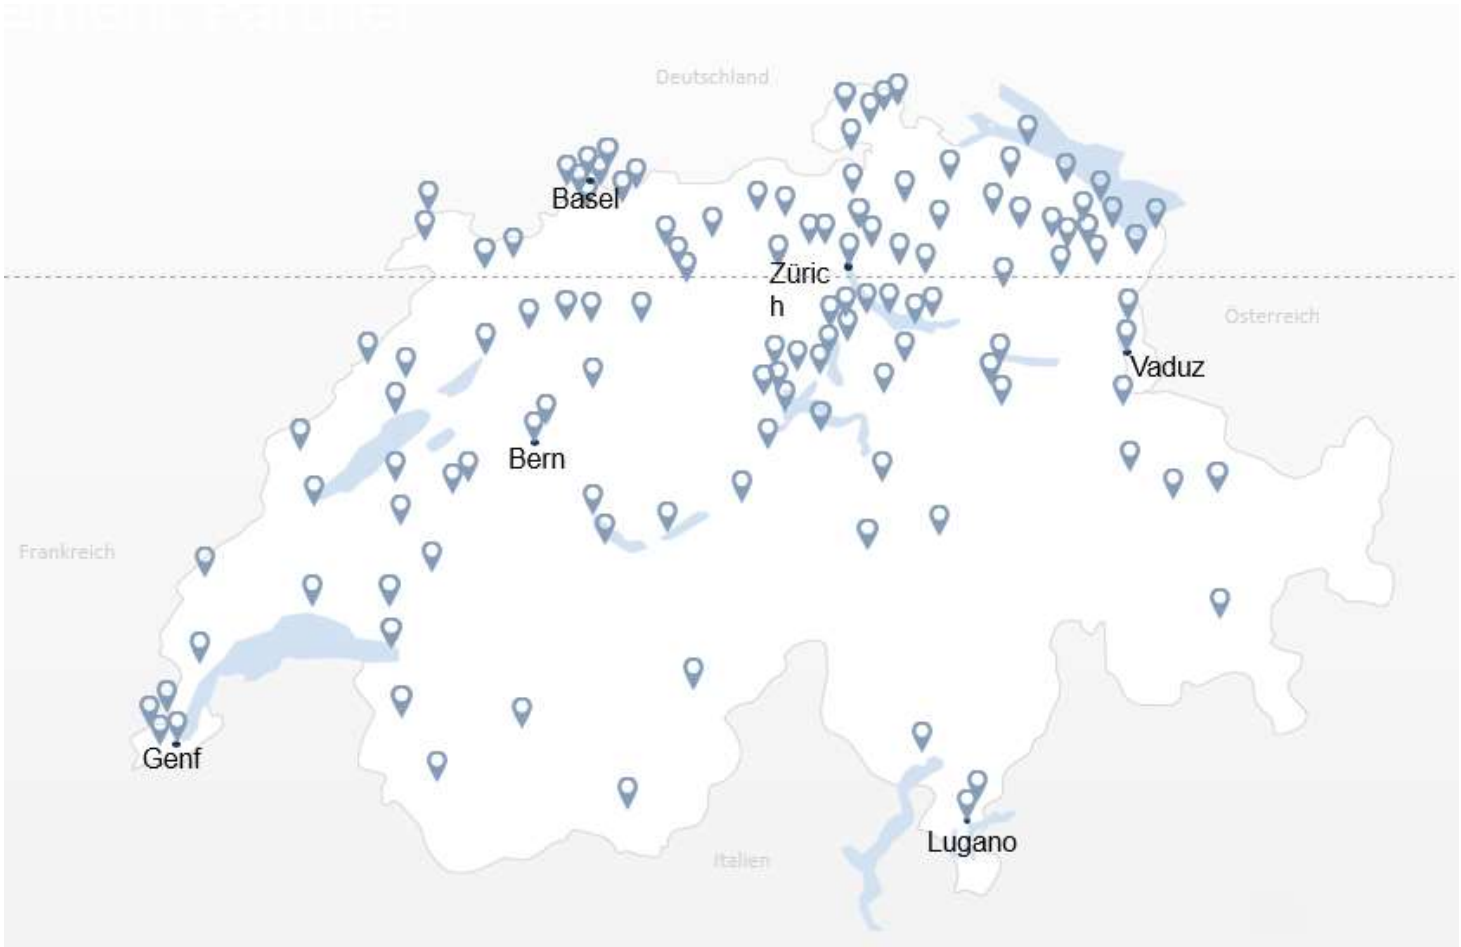 Deutschland
Basel
Züric
h
Österreich
Vaduz
Bern
Frankreich
Genf
Lugano
Italien